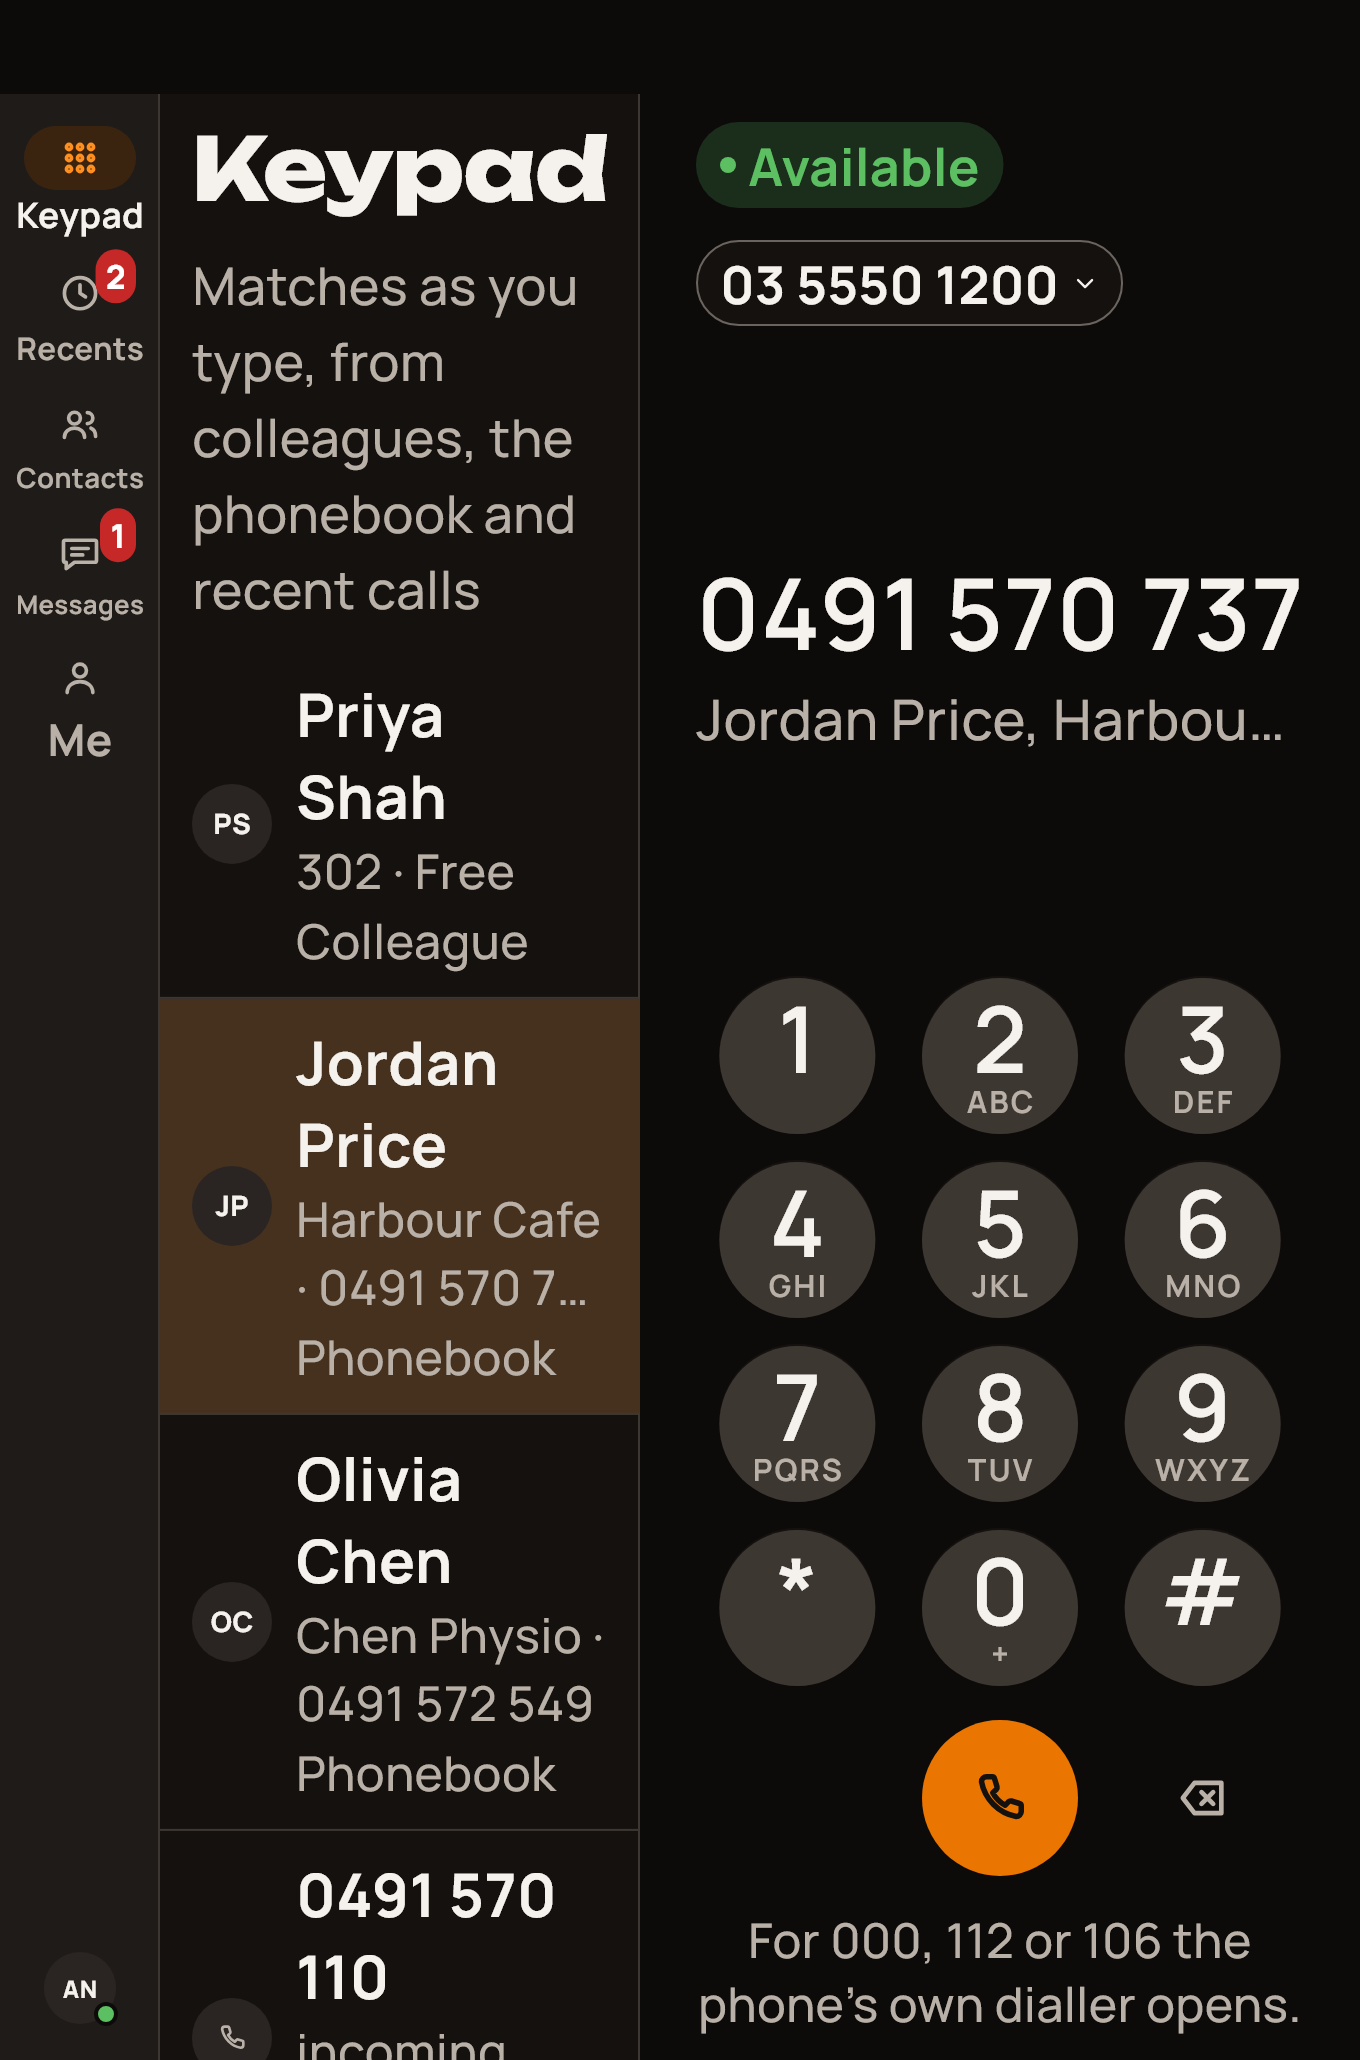 Keypad
2
Recents
Contacts
1
Messages
Me
AN
Keypad
Matches as you
type, from
colleagues, the
phonebook and
recent calls
PS
Priya
Shah
302 · Free
Colleague
JP
Jordan
Price
Harbour Cafe
· 0491 570 7…
Phonebook
OC
Olivia
Chen
Chen Physio ·
0491 572 549
Phonebook
0491 570
110
incoming
• Available
03 5550 1200
0491 570 737
Jordan Price, Harbou…
1
2
ABC
3
DEF
4
GHI
5
JKL
6
MNO
7
PQRS
8
TUV
9
WXYZ
*
0
+
#
For 000, 112 or 106 the
phone’s own dialler opens.